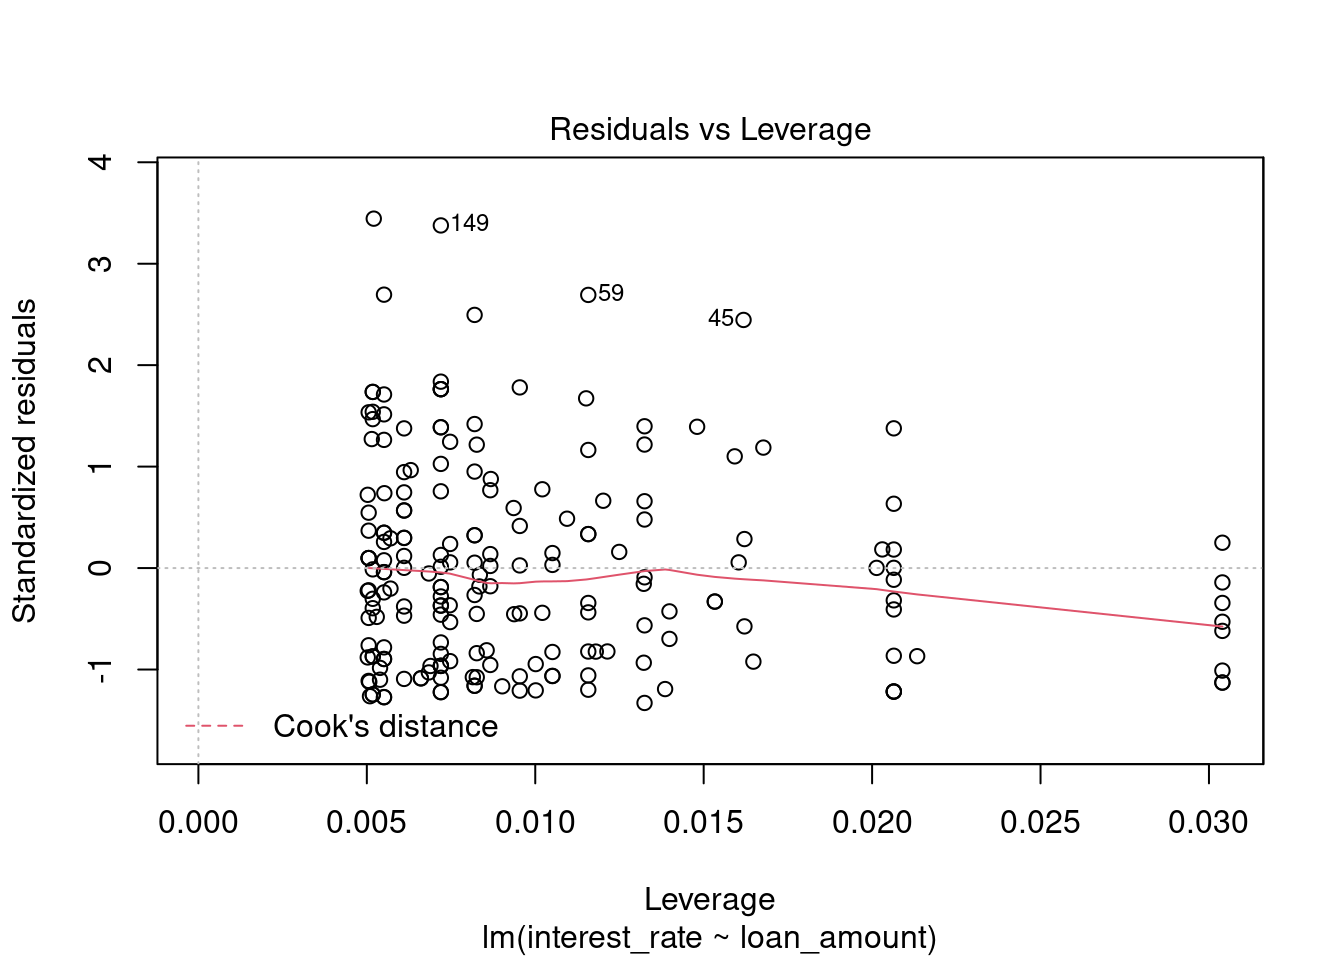 Residuals vs Leverage
4
3
2
1
0
-1
Standardized residuals
149
59
45
Cook's distance
0.000 0.005 0.010 0.015 0.020 0.025 0.030
Leverage
lm(interest_rate ~ loan_amount)